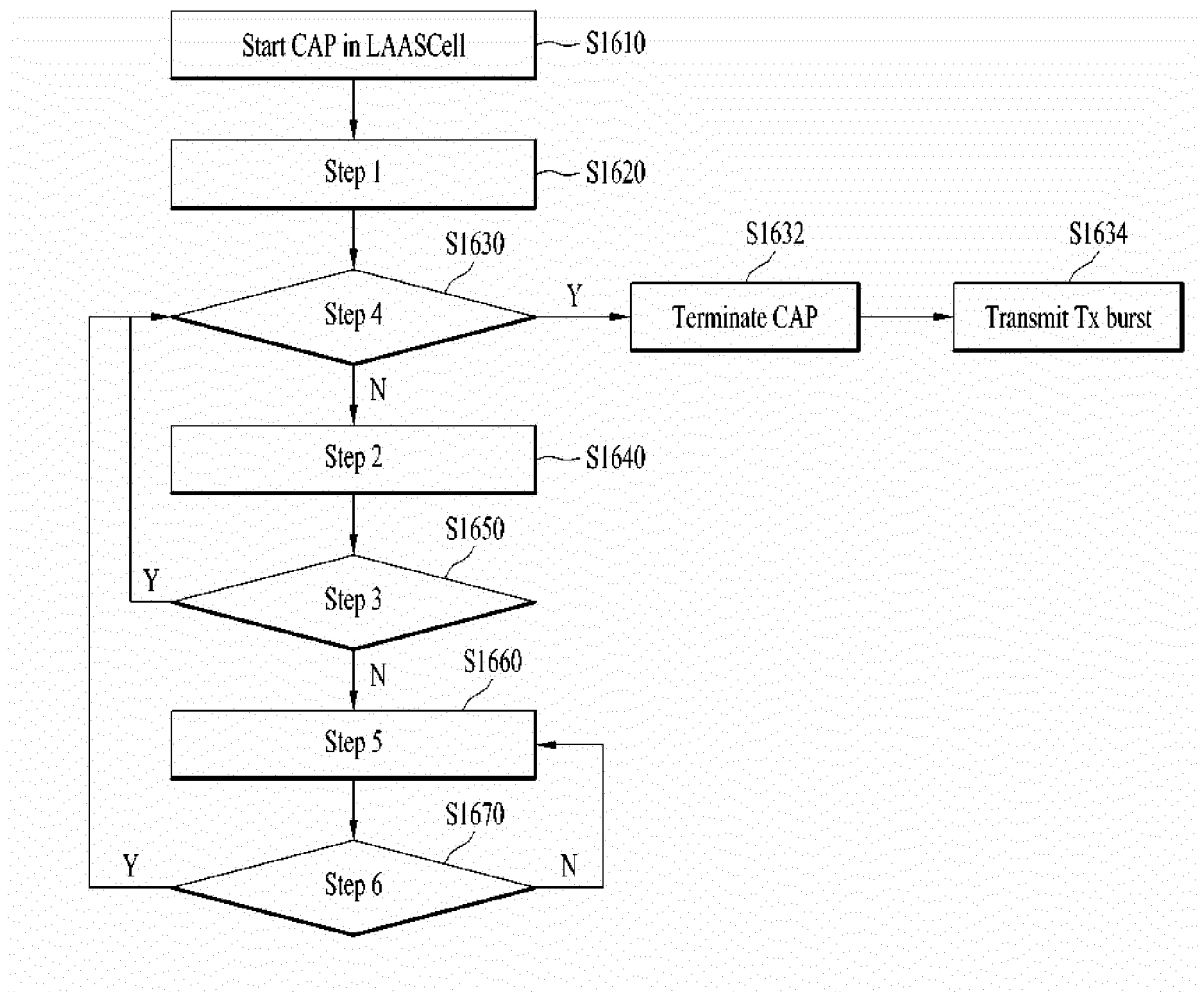 Start CAP in LAASCell
S1610
Step 1
S1620
S1630
Step 4
Y
N
S1632
Terminate CAP
S1634
Transmit Tx burst
Step 2
S1640
S1650
Y
Step 3
N
S1660
Step 5
S1670
Y
Step 6
N